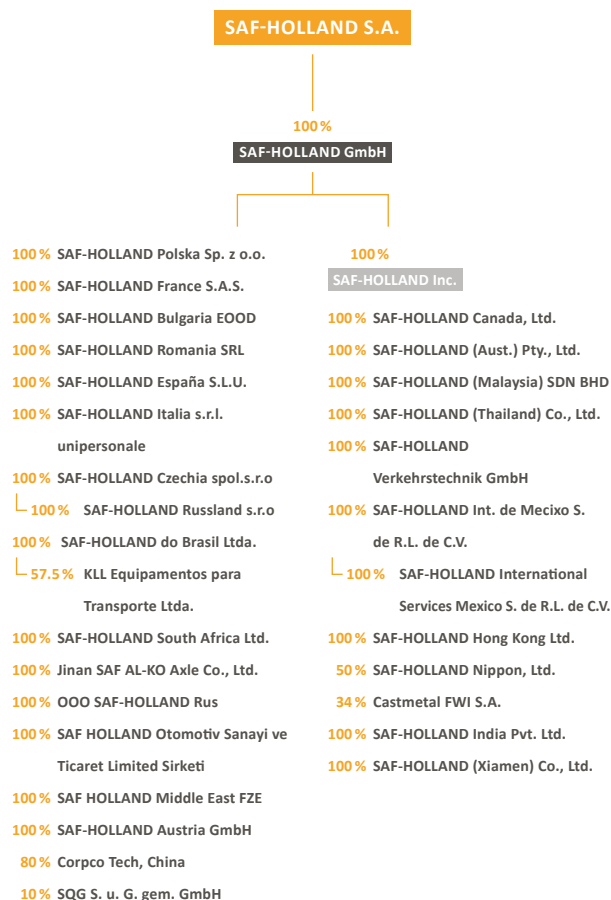 SAF-HOLLAND S.A.
100 %
SAF-HOLLAND GmbH
100 % SAF-HOLLAND Polska Sp. z o.o.
100 % SAF-HOLLAND France S.A.S.
100 % SAF-HOLLAND Bulgaria EOOD
100 % SAF-HOLLAND Romania SRL
100 % SAF-HOLLAND España S.L.U.
100 % SAF-HOLLAND Italia s.r.l.
unipersonale
100 % SAF-HOLLAND Czechia spol.s.r.o
100 % SAF-HOLLAND Russland s.r.o
100 % SAF-HOLLAND do Brasil Ltda.
57.5 % KLL Equipamentos para
Transporte Ltda.
100 % SAF-HOLLAND South Africa Ltd.
100 % Jinan SAF AL-KO Axle Co., Ltd.
100 % OOO SAF-HOLLAND Rus
100 % SAF HOLLAND Otomotiv Sanayi ve
Ticaret Limited Sirketi
100 % SAF HOLLAND Middle East FZE
100 % SAF-HOLLAND Austria GmbH
80 % Corpco Tech, China
10 % SQG S. u. G. gem. GmbH
100 %
SAF-HOLLAND Inc.
100 % SAF-HOLLAND Canada, Ltd.
100 % SAF-HOLLAND (Aust.) Pty., Ltd.
100 % SAF-HOLLAND (Malaysia) SDN BHD
100 % SAF-HOLLAND (Thailand) Co., Ltd.
100 % SAF-HOLLAND
Verkehrstechnik GmbH
100 % SAF-HOLLAND Int. de Mecixo S.
de R.L. de C.V.
100 % SAF-HOLLAND International
Services Mexico S. de R.L. de C.V.
100 % SAF-HOLLAND Hong Kong Ltd.
50 % SAF-HOLLAND Nippon, Ltd.
34 % Castmetal FWI S.A.
100 % SAF-HOLLAND India Pvt. Ltd.
100 % SAF-HOLLAND (Xiamen) Co., Ltd.